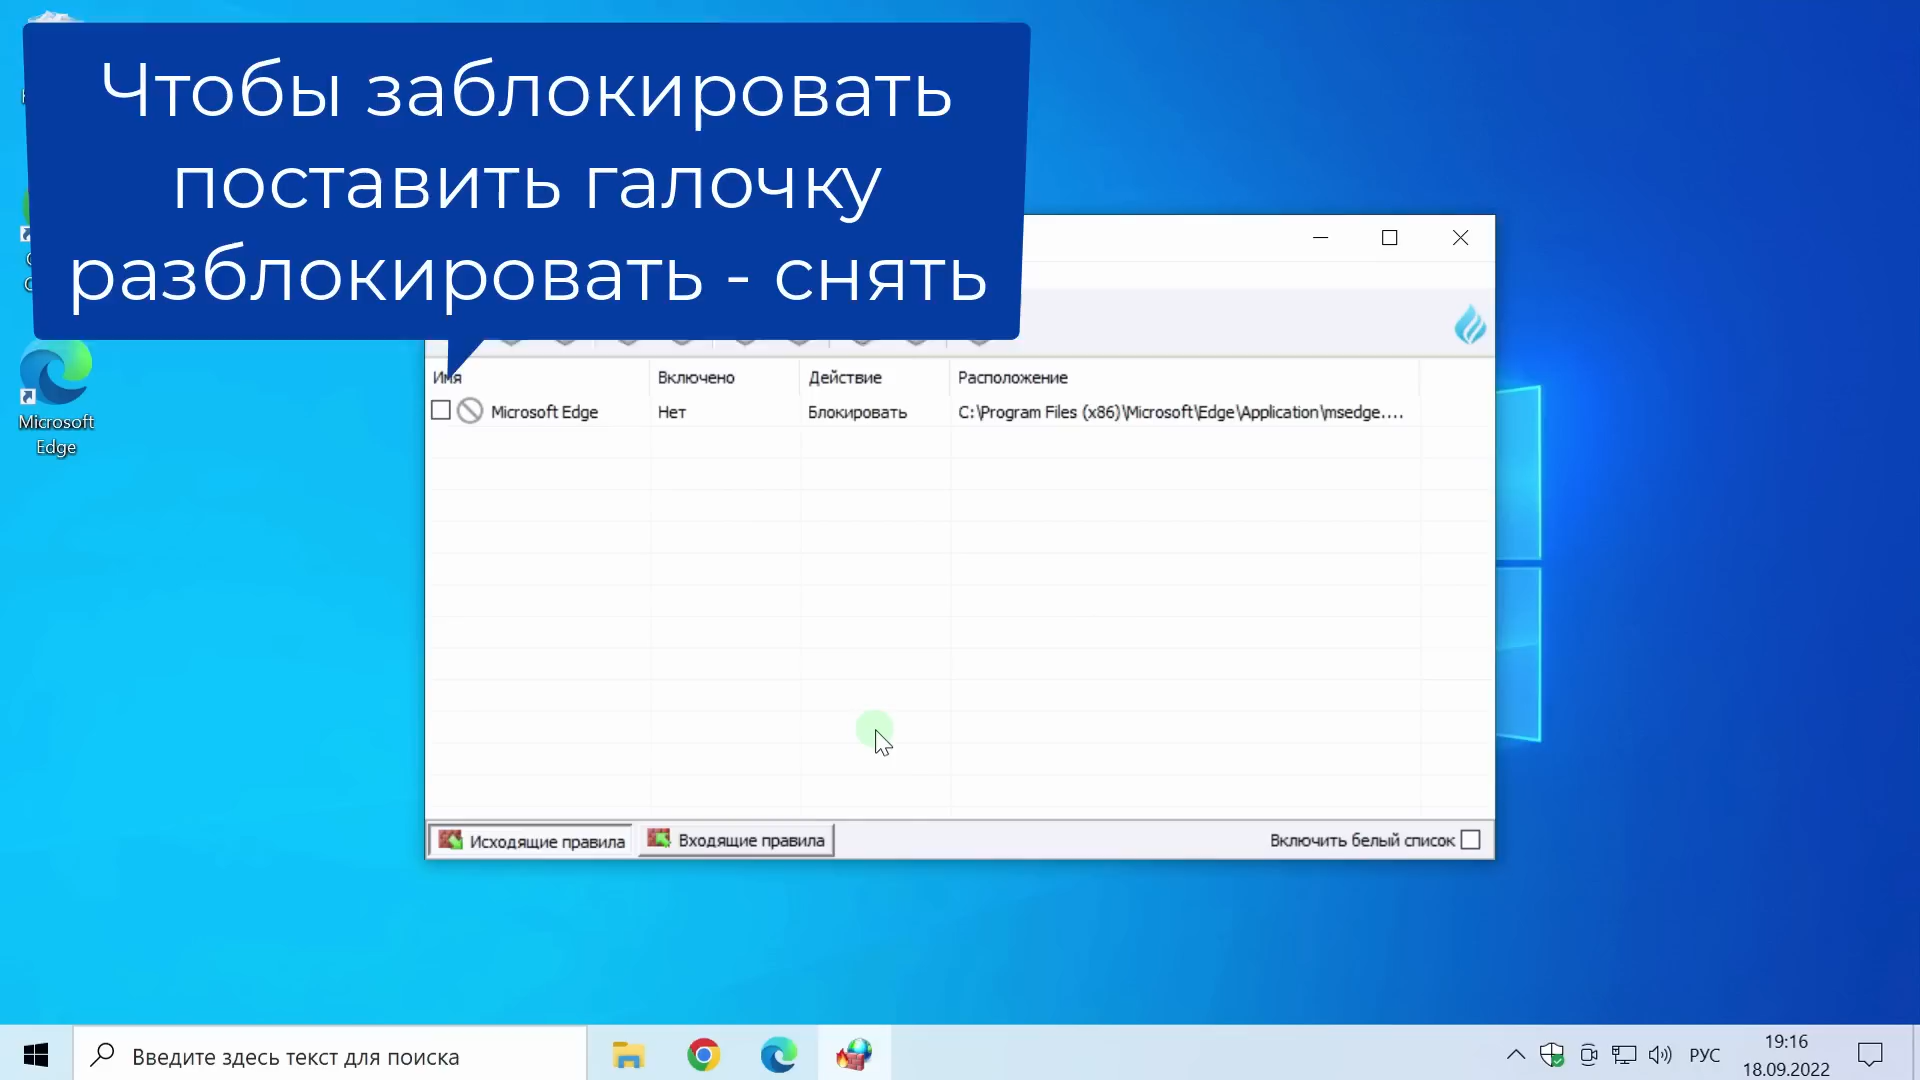 Чтобы заблокировать
поставить галочку
разблокировать - снять
Имя Включено Действие Расположение
Microsoft Edge Нет Блокировать C:\Program Files (x86)\Microsoft\Edge\Application\msedge....
Microsoft
Edge
Исходящие правила Входящие правила Включить белый список
Введите здесь текст для поиска
РУС
19:16
18.09.2022